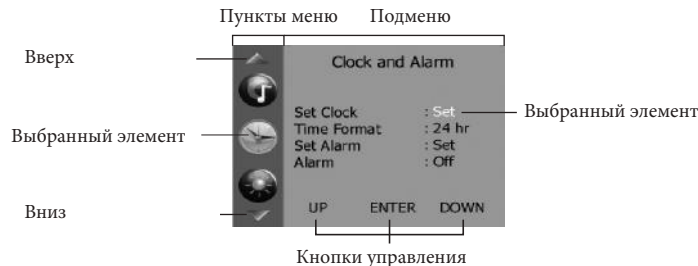 Пункты меню Подменю
Вверх
Clock and Alarm
Set Clock : Set
Выбранный элемент
Time Format : 24 hr
Выбранный элемент
Set Alarm : Set
Alarm : Off
Вниз
UP ENTER DOWN
Кнопки управления